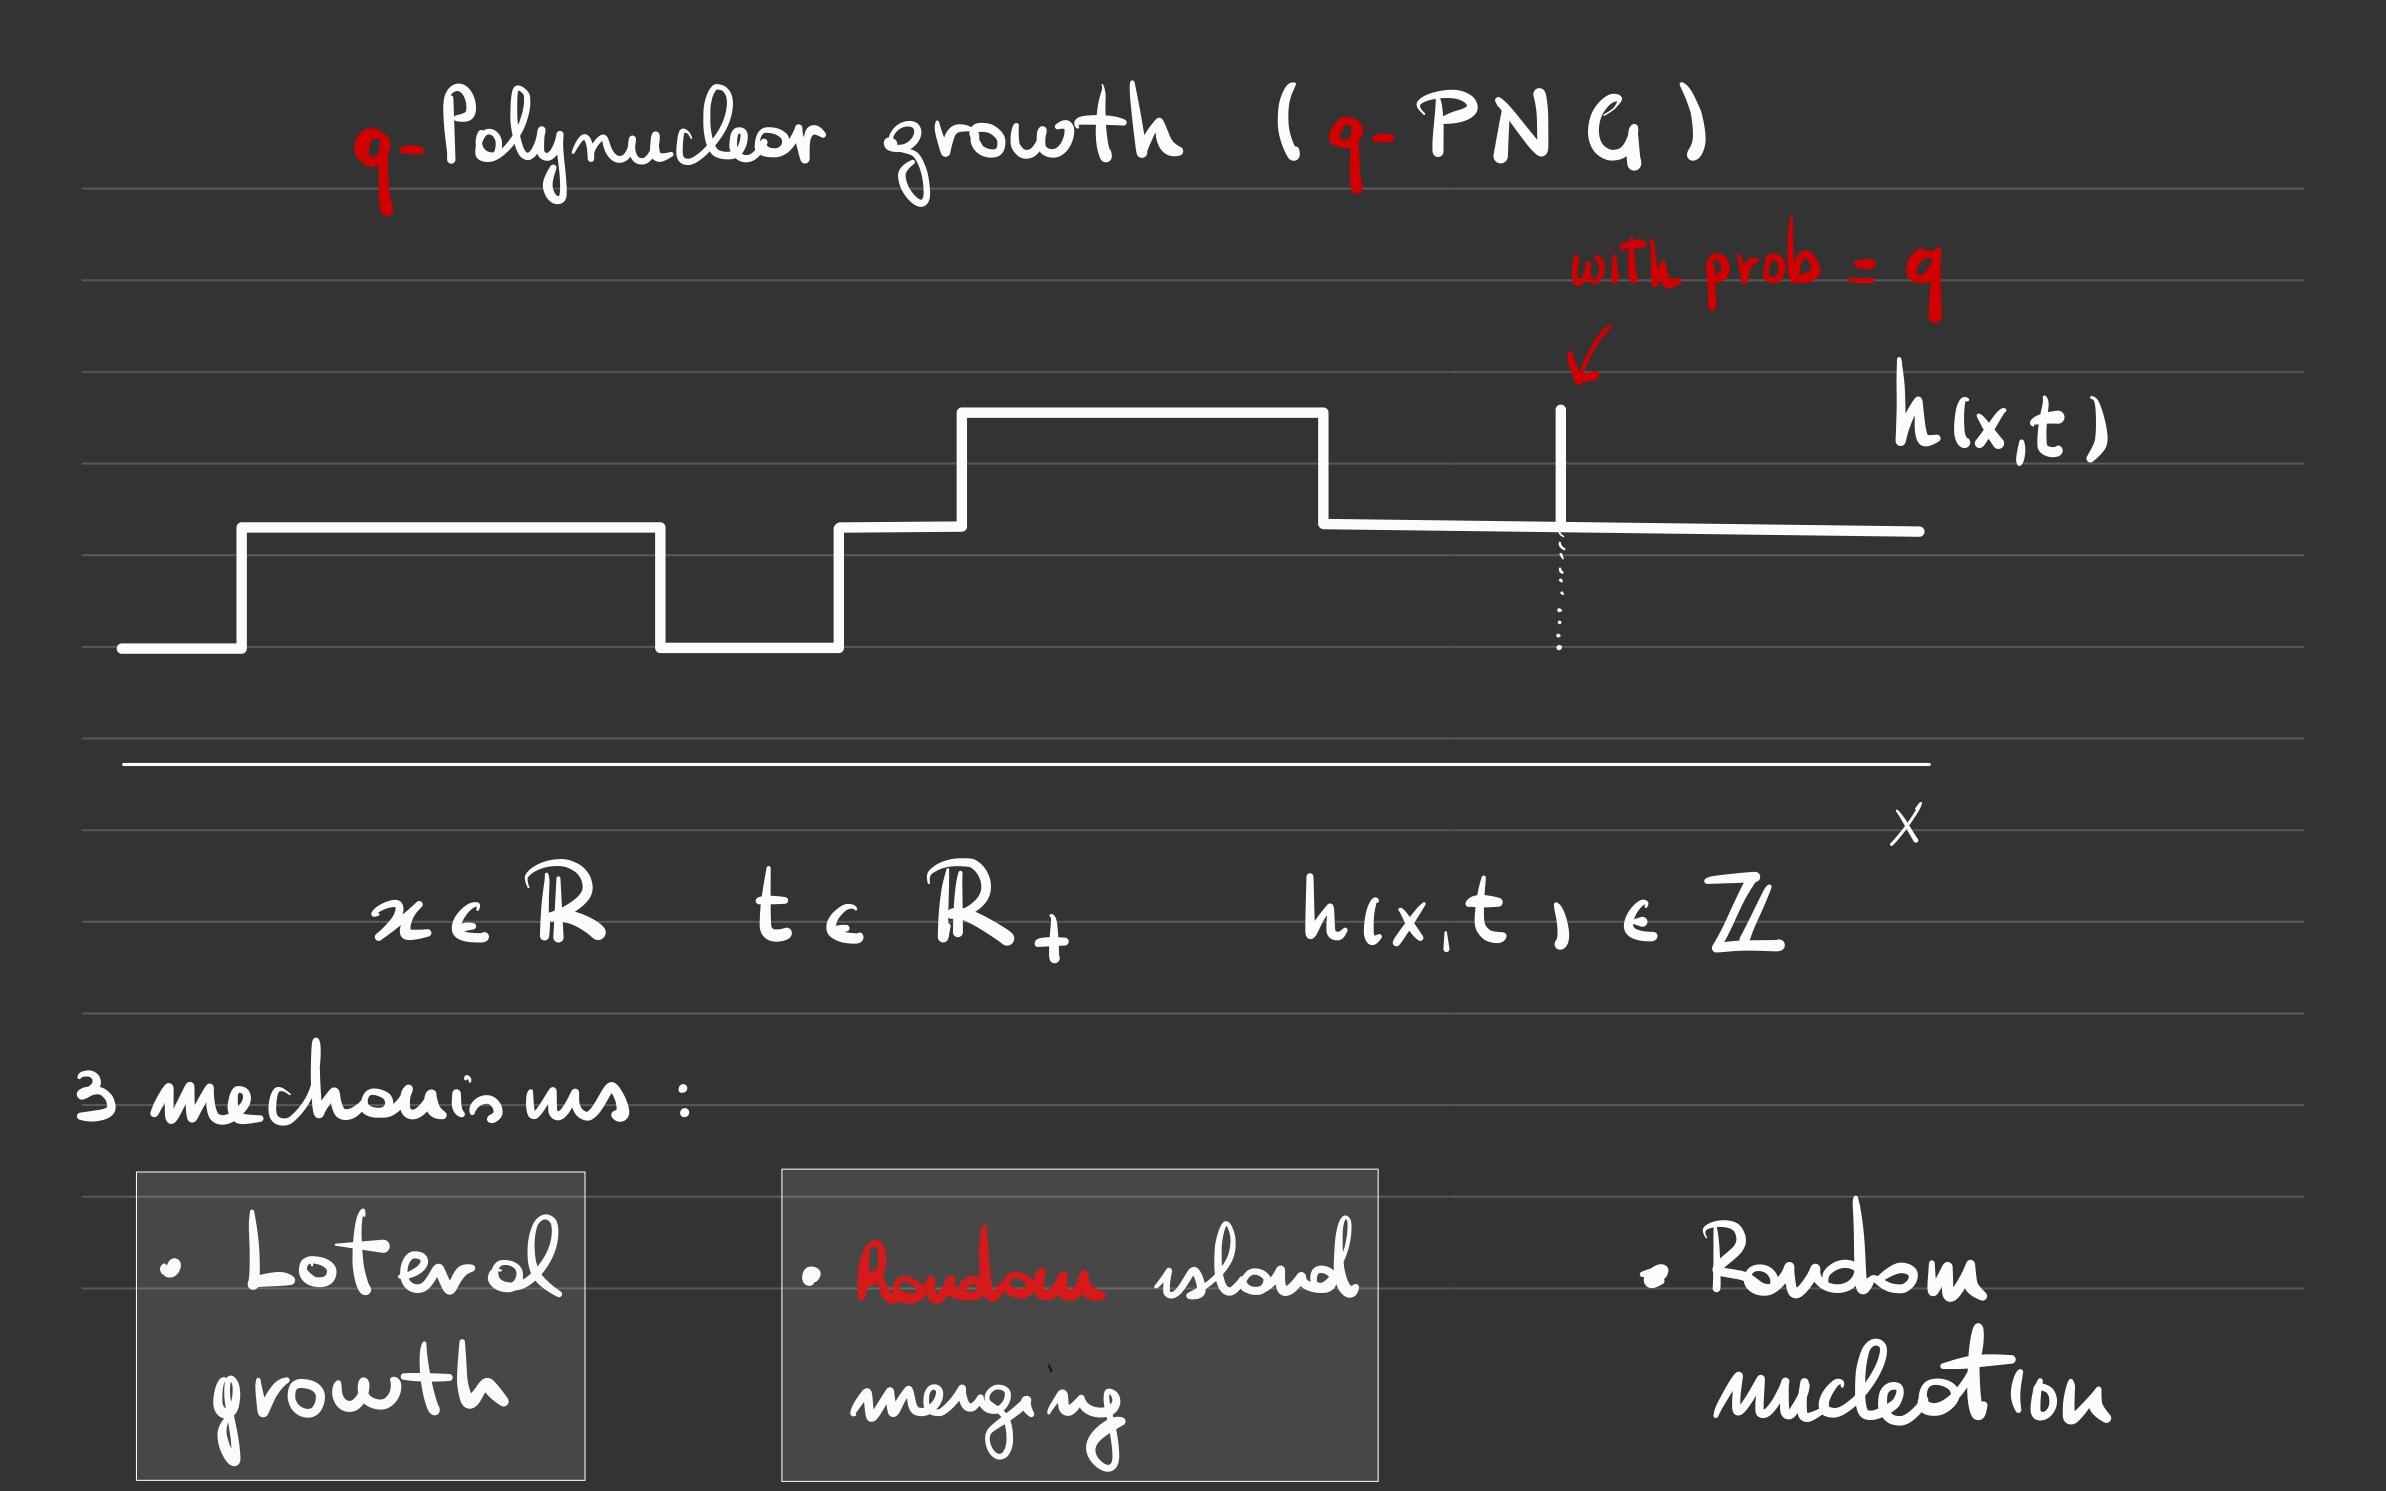 q-Polynuclear growth (q-PNG)
with prob = q
h(x,t)
x
x ∈ ℝ t ∈ ℝ₊ h(x,t) ∈ ℤ
3 mechanisms :
· Lateral growth
· Random island merging
· Random nucleation